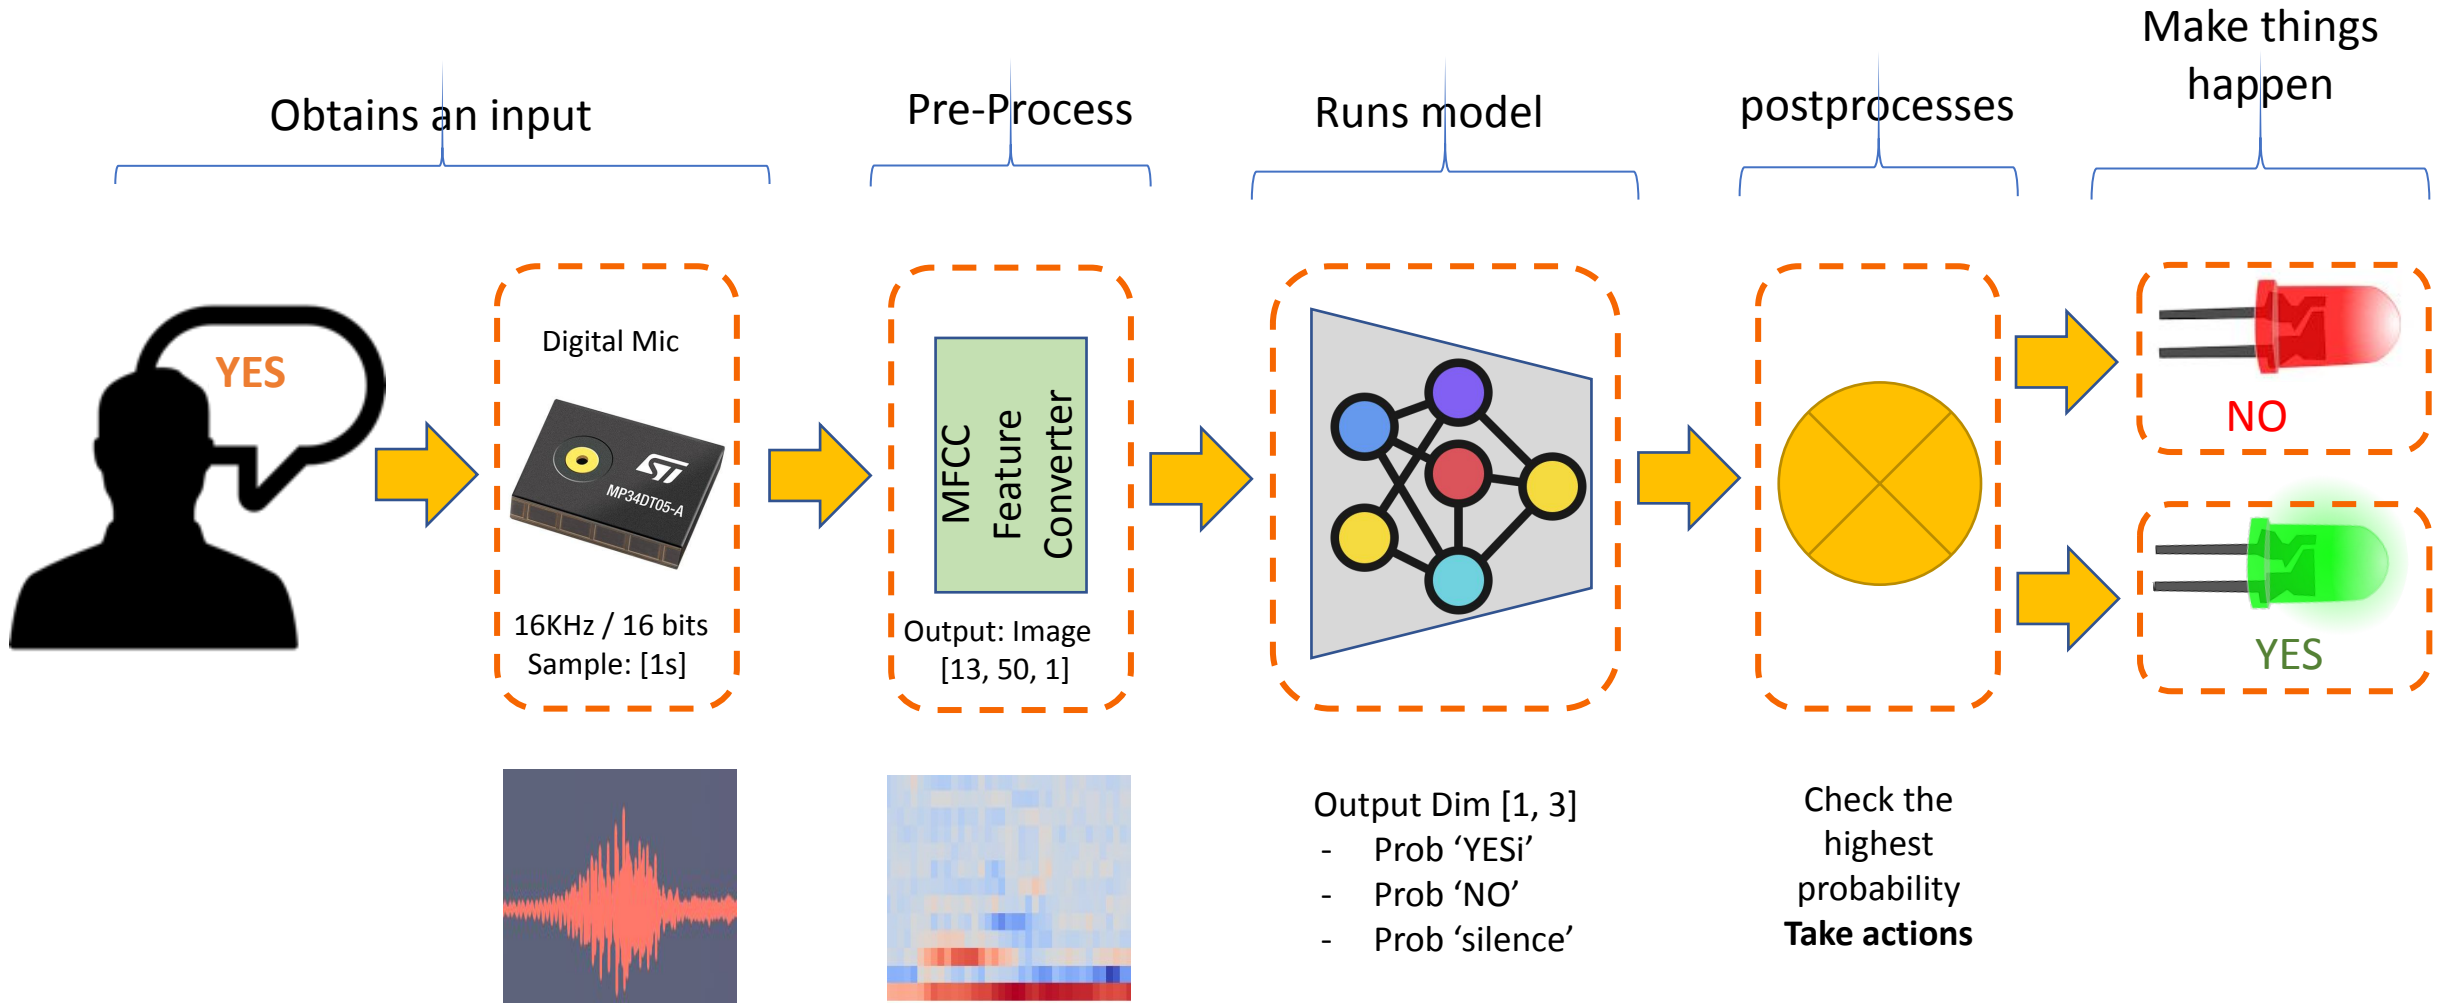 Obtains an input
Pre-Process
Runs model
postprocesses
Make things
happen
YES
Digital Mic
ST
MP34DT05-A
16KHz / 16 bits
Sample: [1s]
MFCC
Feature
Converter
Output: Image
[13, 50, 1]
NO
YES
Output Dim [1, 3]
- Prob ‘YESi’
- Prob ‘NO’
- Prob ‘silence’
Check the
highest
probability
Take actions